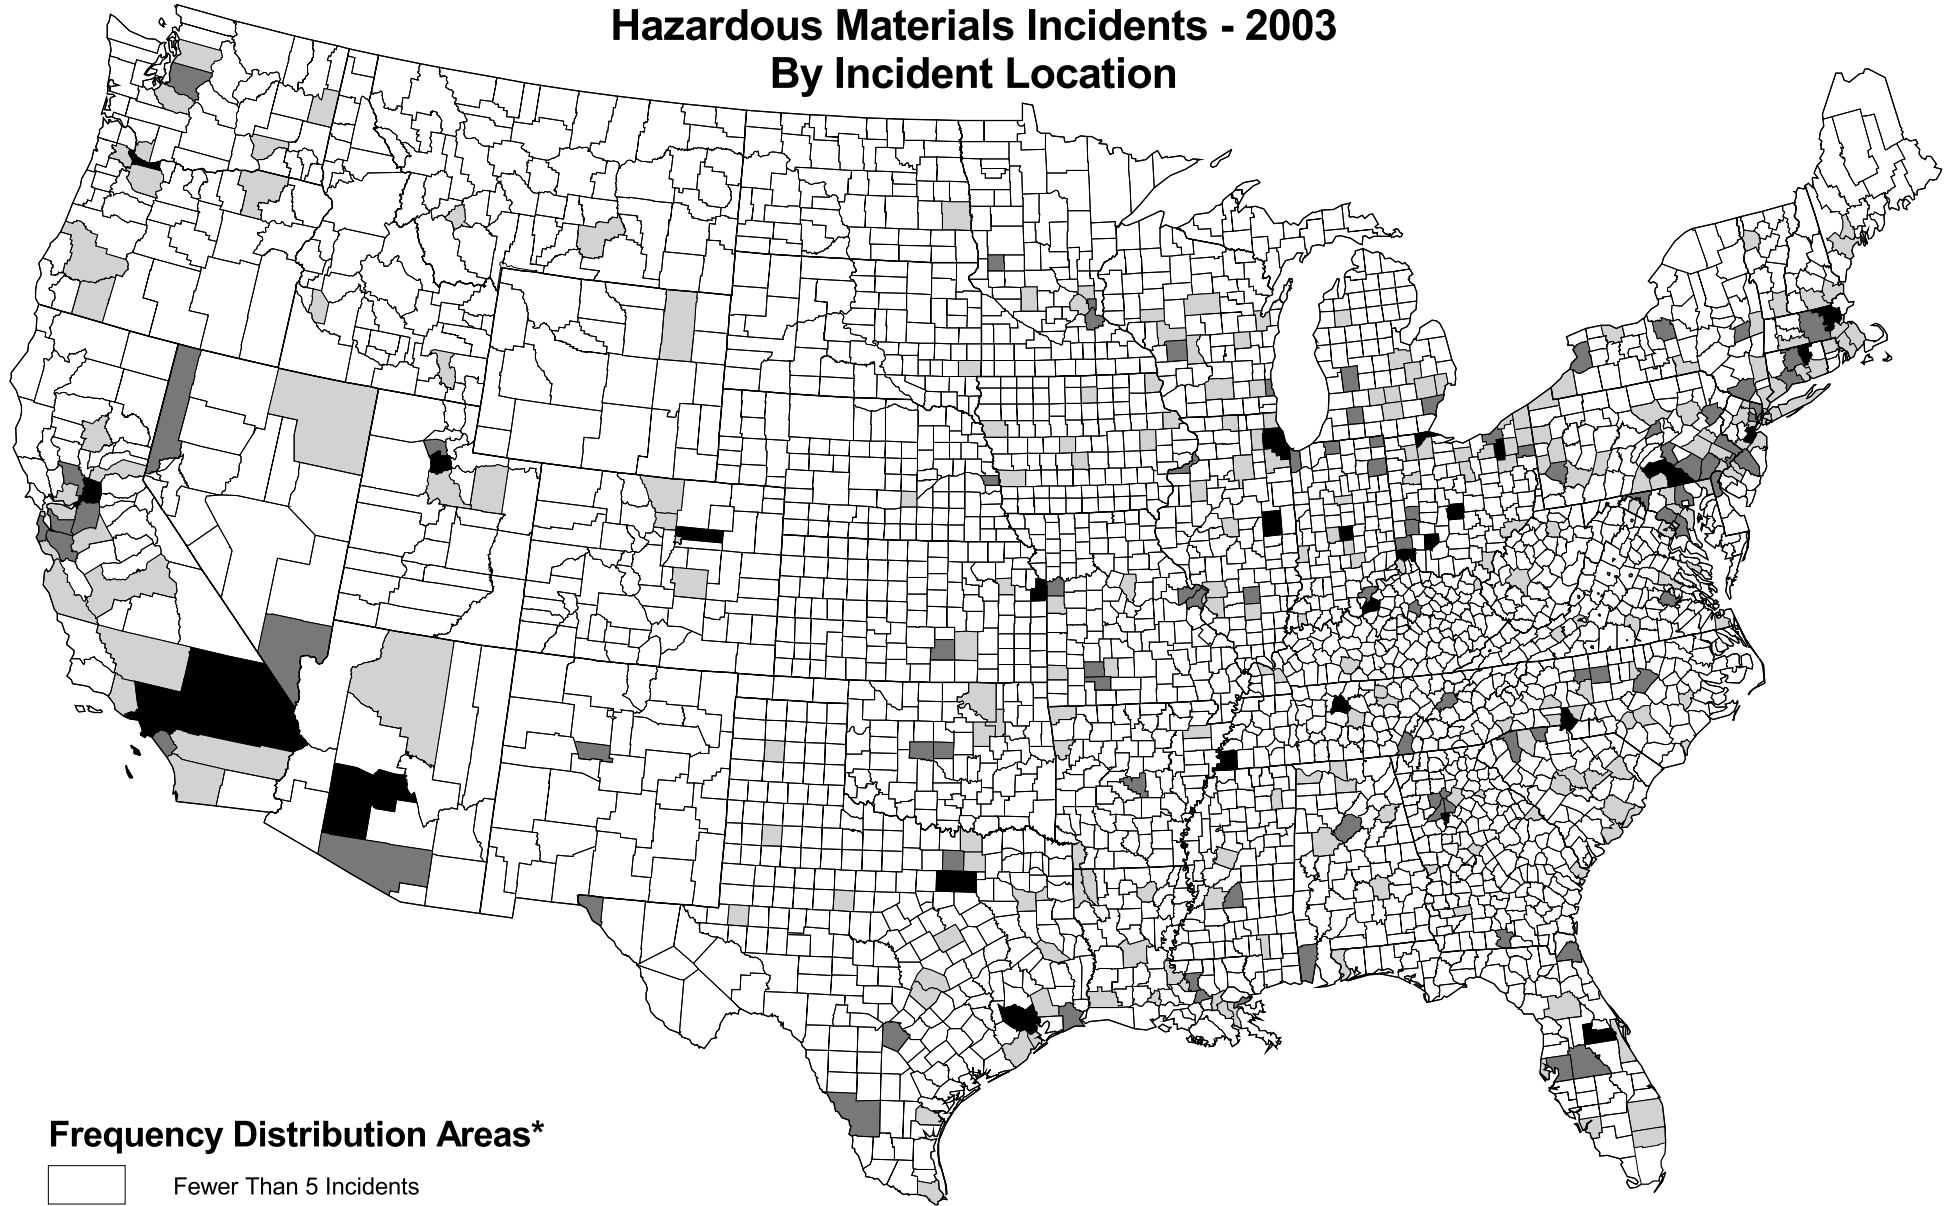 Hazardous Materials Incidents - 2003
By Incident Location
Frequency Distribution Areas*
Fewer Than 5 Incidents